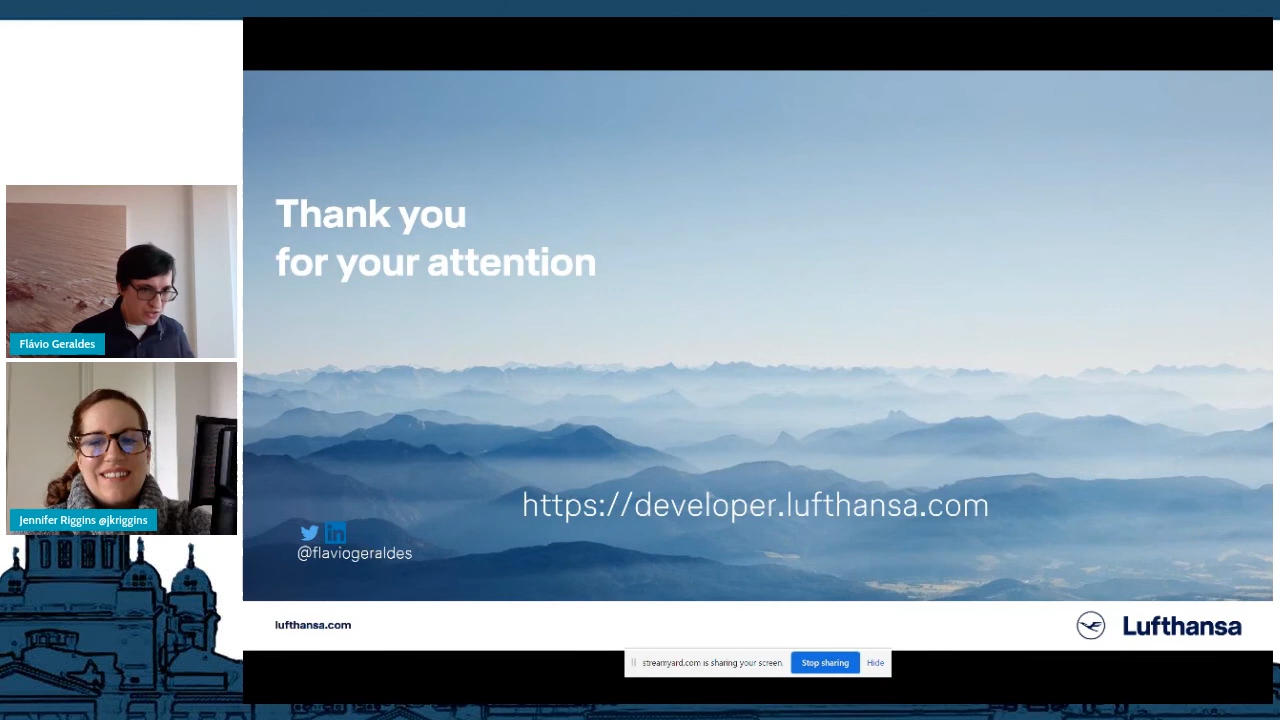 Thank you
for your attention
https://developer.lufthansa.com
in
@flaviogeraldes
lufthansa.com
Lufthansa
streamyard.com is sharing your screen.
Stop sharing
Hide
Flávio Geraldes
Jennifer Riggins @jkriggins